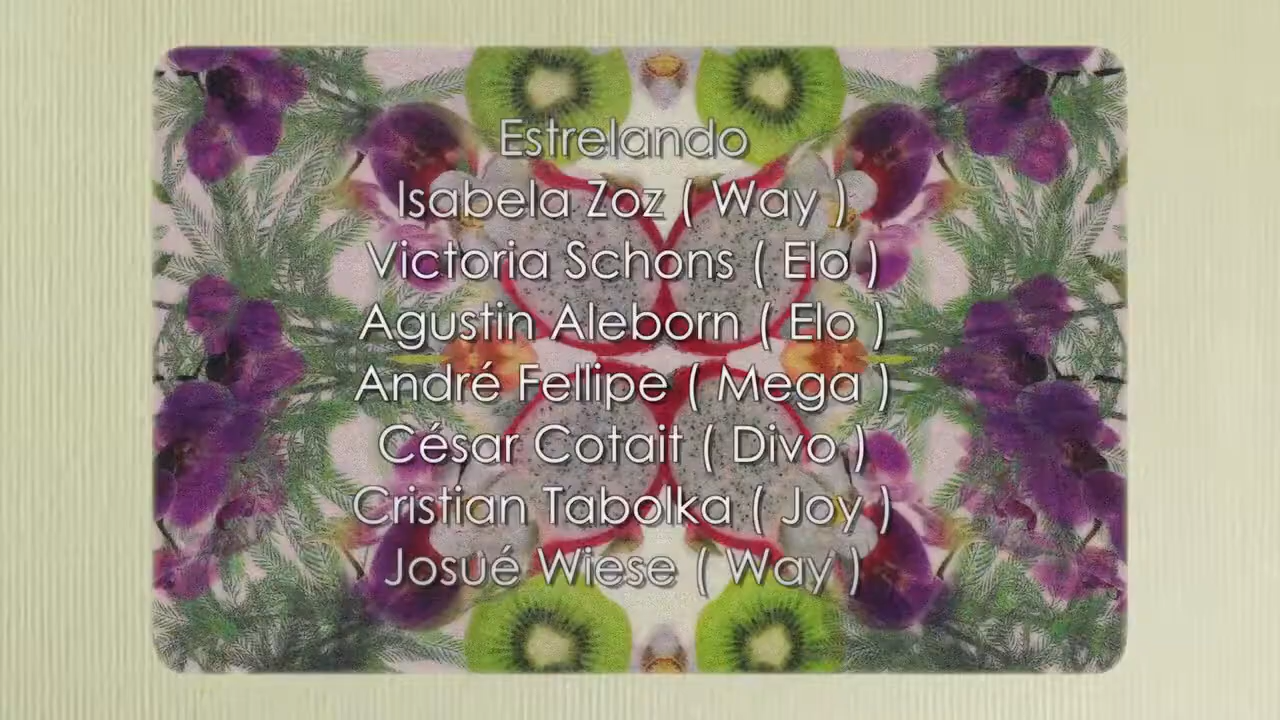 Estrelando
Isabela Zoz ( Way )
Victoria Schons ( Elo )
Agustin Aleborn ( Elo )
André Fellipe ( Mega )
César Cotait ( Divo )
Cristian Tabolka ( Joy )
Josué Wiese ( Way )